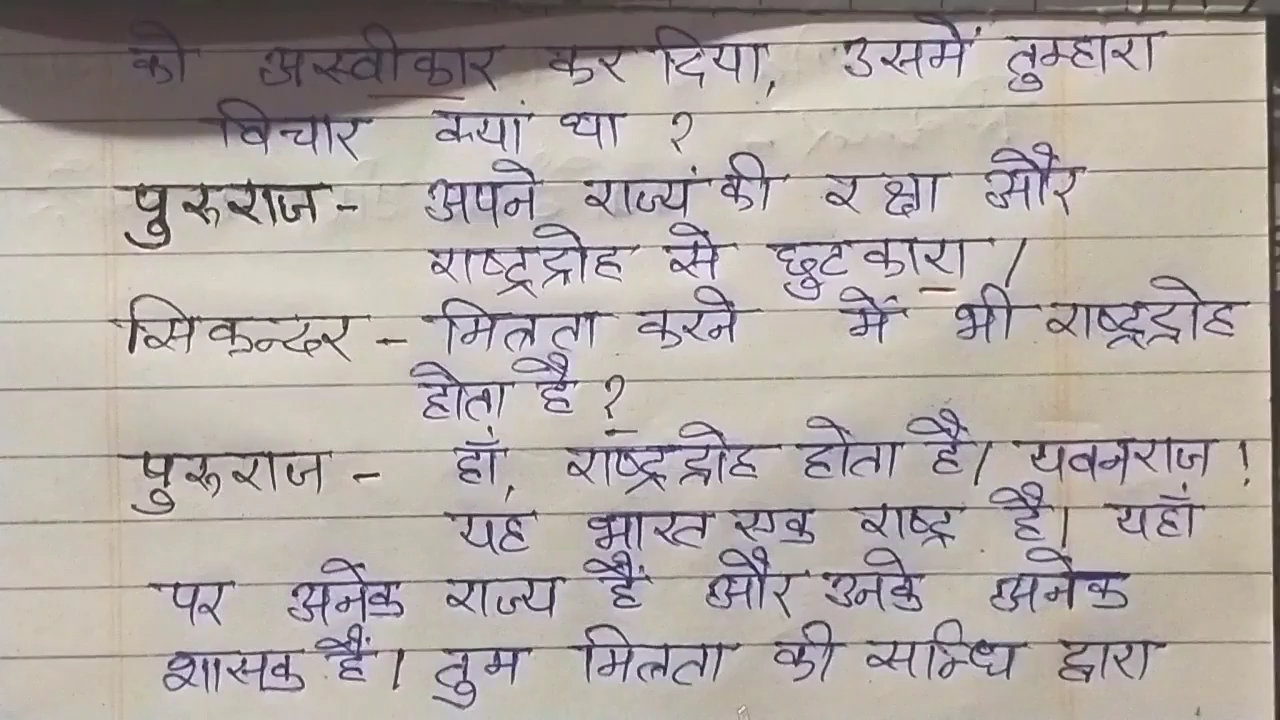 को अस्वीकार कर दिया, उसमें तुम्हारा
विचार क्यां था ?
पुरुराज - अपने राज्यं की रक्षा और
राष्ट्रद्रोह से छुटकारा ।
सिकन्दर - मित्रता करने में भी राष्ट्रद्रोह
होता है ?
पुरुराज - हाँ, राष्ट्रद्रोह होता है। यवनराज !
यह भारत एक राष्ट्र है। यहाँ
पर अनेक राज्य हैं और उनके अनेक
शासक हैं। तुम मित्रता की सन्धि द्वारा